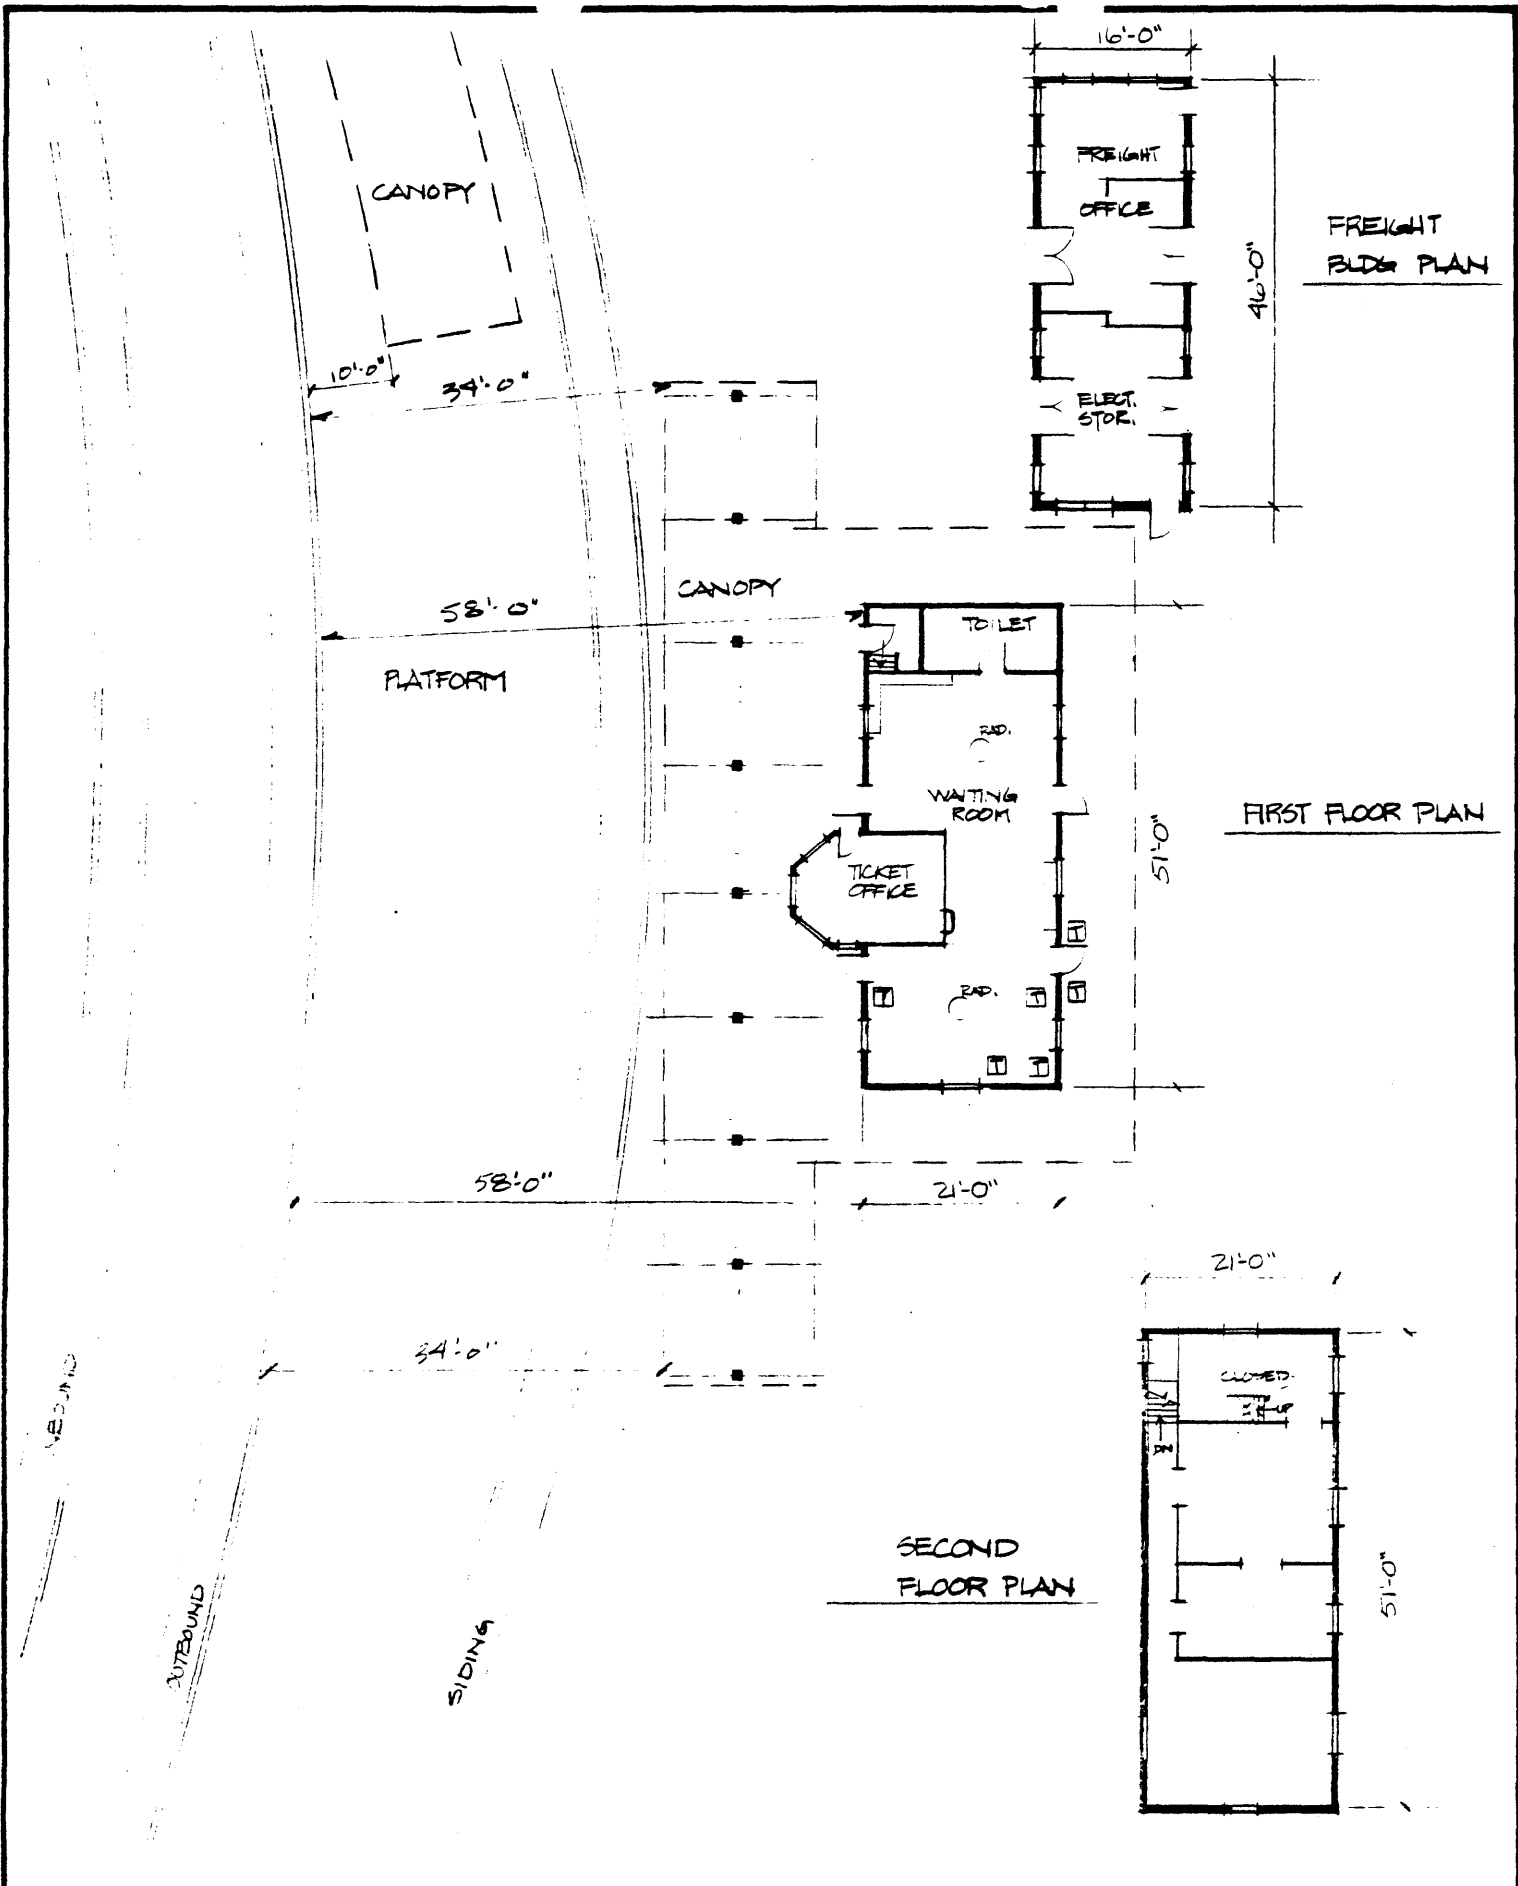 16'-0"
CANOPY
FREIGHT
OFFICE
FREIGHT
BLDG PLAN
46'-0"
10'-0"
34'-0"
ELECT.
STOR.
CANOPY
58'-0"
TOILET
PLATFORM
RAD.
WAITING
ROOM
FIRST FLOOR PLAN
51'-0"
TICKET
OFFICE
T
T
RAD.
T
T
T
T
58'-0"
21'-0"
21'-0"
34'-0"
CLOSED
UP
DN
SECOND
FLOOR PLAN
51'-0"
OUTBOUND
SIDING